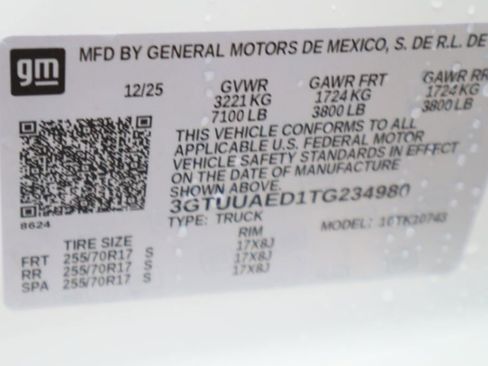 gm
MFD BY GENERAL MOTORS DE MEXICO, S. DE R.L. DE
12/25 GVWR GAWR FRT GAWR RR
3221 KG 1724 KG 1724 KG
7100 LB 3800 LB 3800 LB
THIS VEHICLE CONFORMS TO ALL
APPLICABLE U.S. FEDERAL MOTOR
VEHICLE SAFETY STANDARDS IN EFFECT
ON THE DATE OF MANUFACTURE
SHOWN ABOVE.
3GTUUAED1TG234980
8624 TYPE: TRUCK MODEL: 10TK10743
TIRE SIZE RIM
FRT 255/70R17 S 17X8J
RR 255/70R17 S 17X8J
SPA 255/70R17 S 17X8J